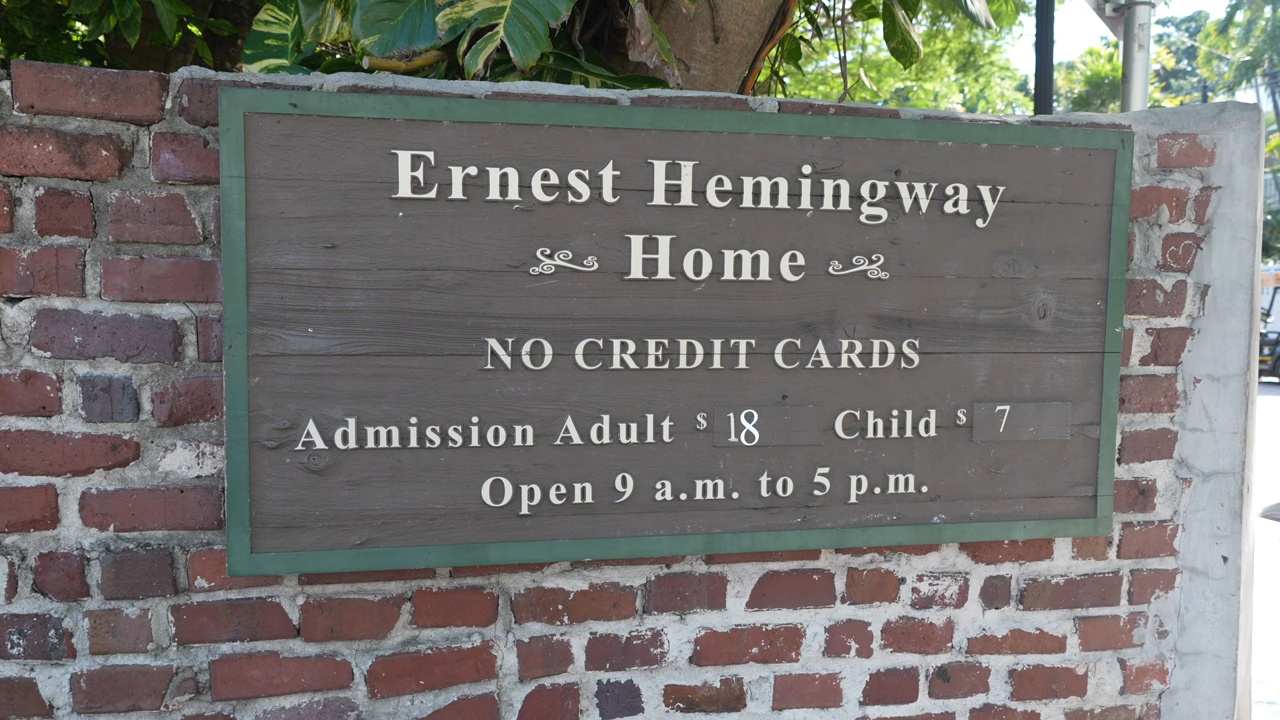 Ernest Hemingway
Home
NO CREDIT CARDS
Admission Adult $ 18 Child $ 7
Open 9 a.m. to 5 p.m.